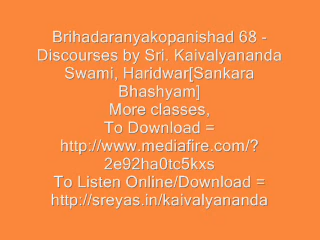 Brihadaranyakopanishad 68 -
Discourses by Sri. Kaivalyananda
Swami, Haridwar[Sankara
Bhashyam]
More classes,
To Download =
http://www.mediafire.com/?
2e92ha0tc5kxs
To Listen Online/Download =
http://sreyas.in/kaivalyananda